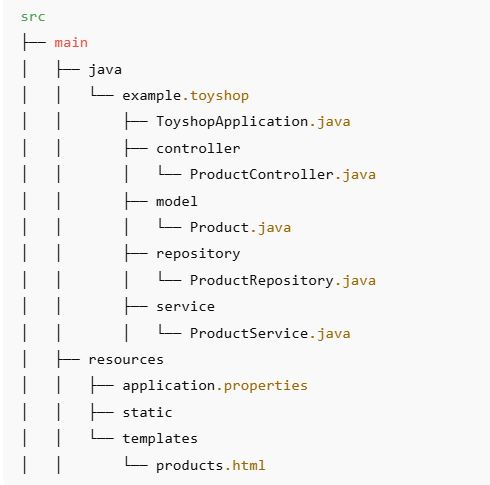 src
├── main
│   ├── java
│   │   └── example.toyshop
│   │       ├── ToyshopApplication.java
│   │       ├── controller
│   │       │   └── ProductController.java
│   │       ├── model
│   │       │   └── Product.java
│   │       ├── repository
│   │       │   └── ProductRepository.java
│   │       ├── service
│   │       │   └── ProductService.java
│   ├── resources
│   │   ├── application.properties
│   │   ├── static
│   │   └── templates
│   │       └── products.html